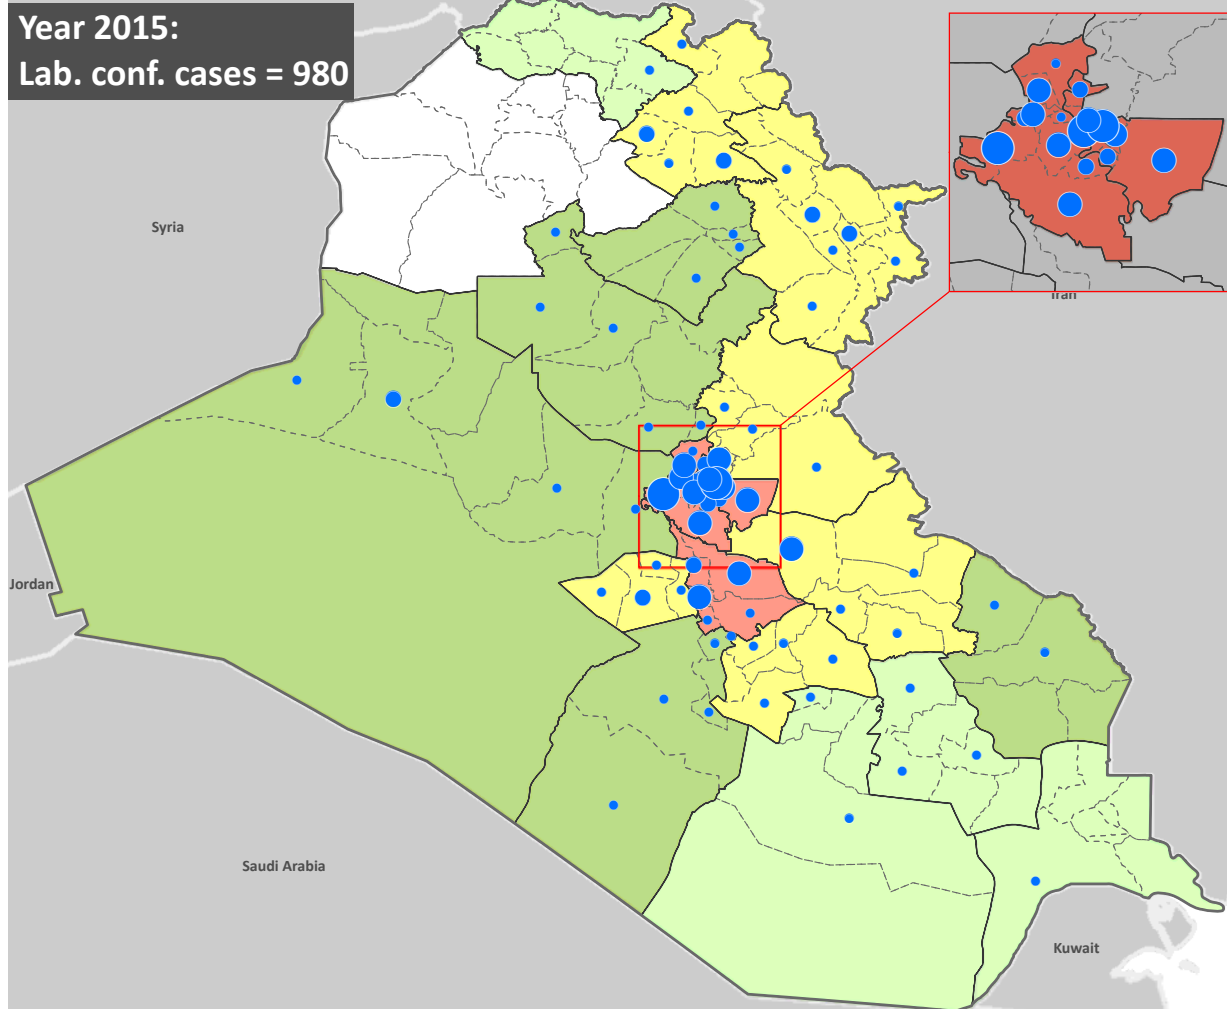 Year 2015:
Lab. conf. cases = 980
Syria
Iran
Jordan
Saudi Arabia
Kuwait